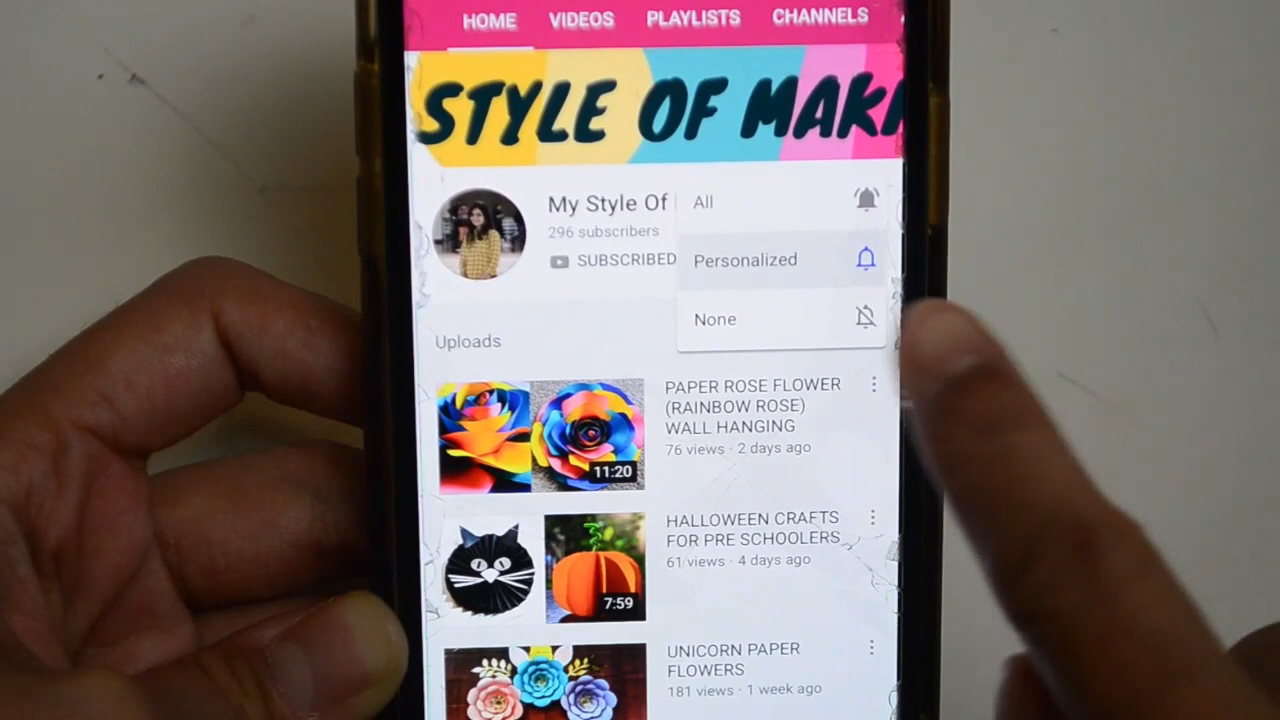 HOME VIDEOS PLAYLISTS CHANNELS
STYLE OF
My Style Of
296 subscribers
SUBSCRIBED
All
Personalized
None
Uploads
PAPER ROSE FLOWER
(RAINBOW ROSE)
WALL HANGING
76 views · 2 days ago
11:20
HALLOWEEN CRAFTS
FOR PRE SCHOOLERS
61 views · 4 days ago
7:59
UNICORN PAPER
FLOWERS
181 views · 1 week ago